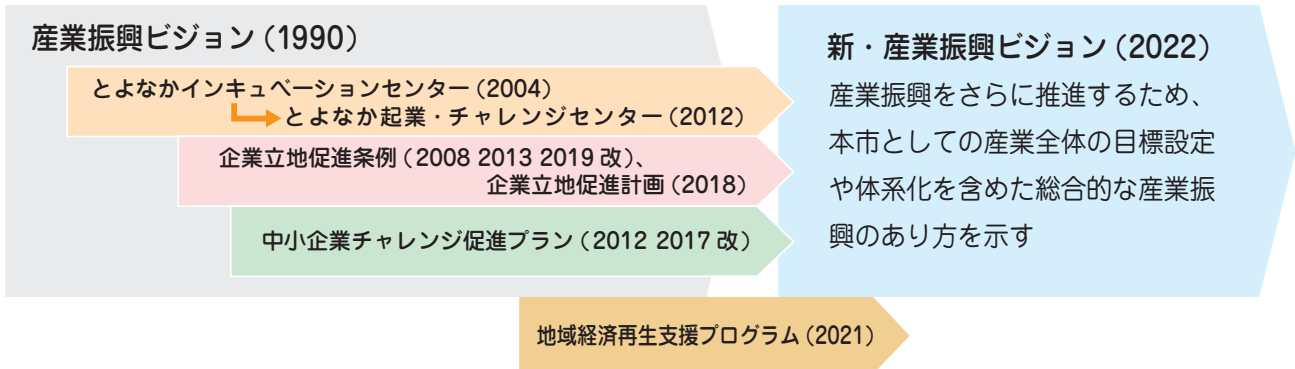 産業振興ビジョン（1990）
とよなかインキュベーションセンター（2004）
とよなか起業・チャレンジセンター（2012）
企業立地促進条例（2008 2013 2019 改）、
企業立地促進計画（2018）
中小企業チャレンジ促進プラン（2012 2017 改）
新・産業振興ビジョン（2022）
産業振興をさらに推進するため、
本市としての産業全体の目標設定
や体系化を含めた総合的な産業振
興のあり方を示す
地域経済再生支援プログラム（2021）